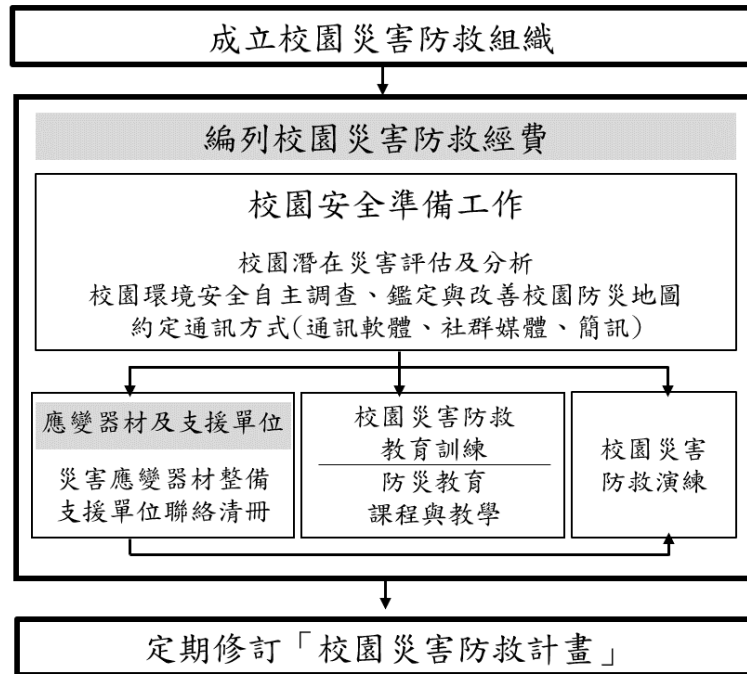 成立校園災害防救組織
編列校園災害防救經費
校園安全準備工作
校園潛在災害評估及分析
校園環境安全自主調查、鑑定與改善校園防災地圖
約定通訊方式(通訊軟體、社群媒體、簡訊)
應變器材及支援單位
災害應變器材整備
支援單位聯絡清冊
校園災害防救
教育訓練
防災教育
課程與教學
校園災害
防救演練
定期修訂「校園災害防救計畫」